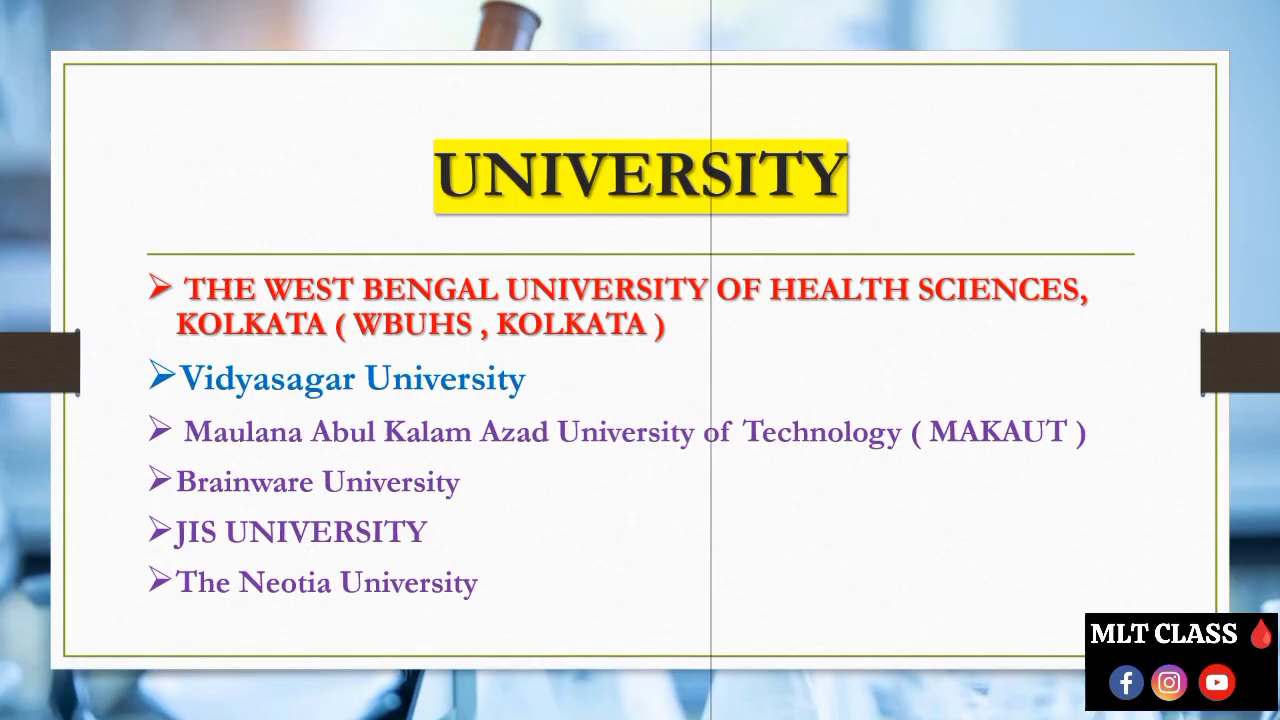 UNIVERSITY
➢ THE WEST BENGAL UNIVERSITY OF HEALTH SCIENCES,
KOLKATA ( WBUHS , KOLKATA )
➢Vidyasagar University
➢ Maulana Abul Kalam Azad University of Technology ( MAKAUT )
➢Brainware University
➢JIS UNIVERSITY
➢The Neotia University
MLT CLASS